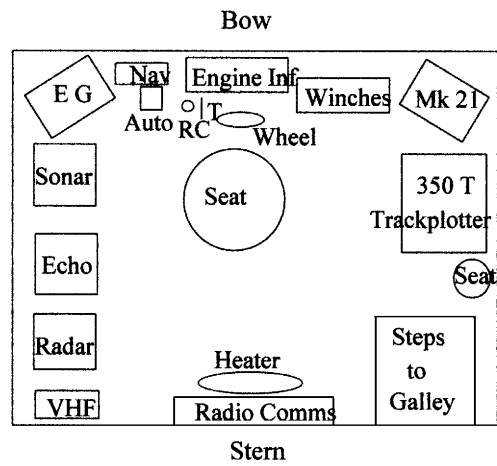 Bow
Nav
Engine Inf
E G
Auto
RC
T
Wheel
Winches
Mk 21
Sonar
Seat
350 T
Trackplotter
Echo
Seat
Radar
Heater
Steps
to
Galley
VHF
Radio Comms
Stern